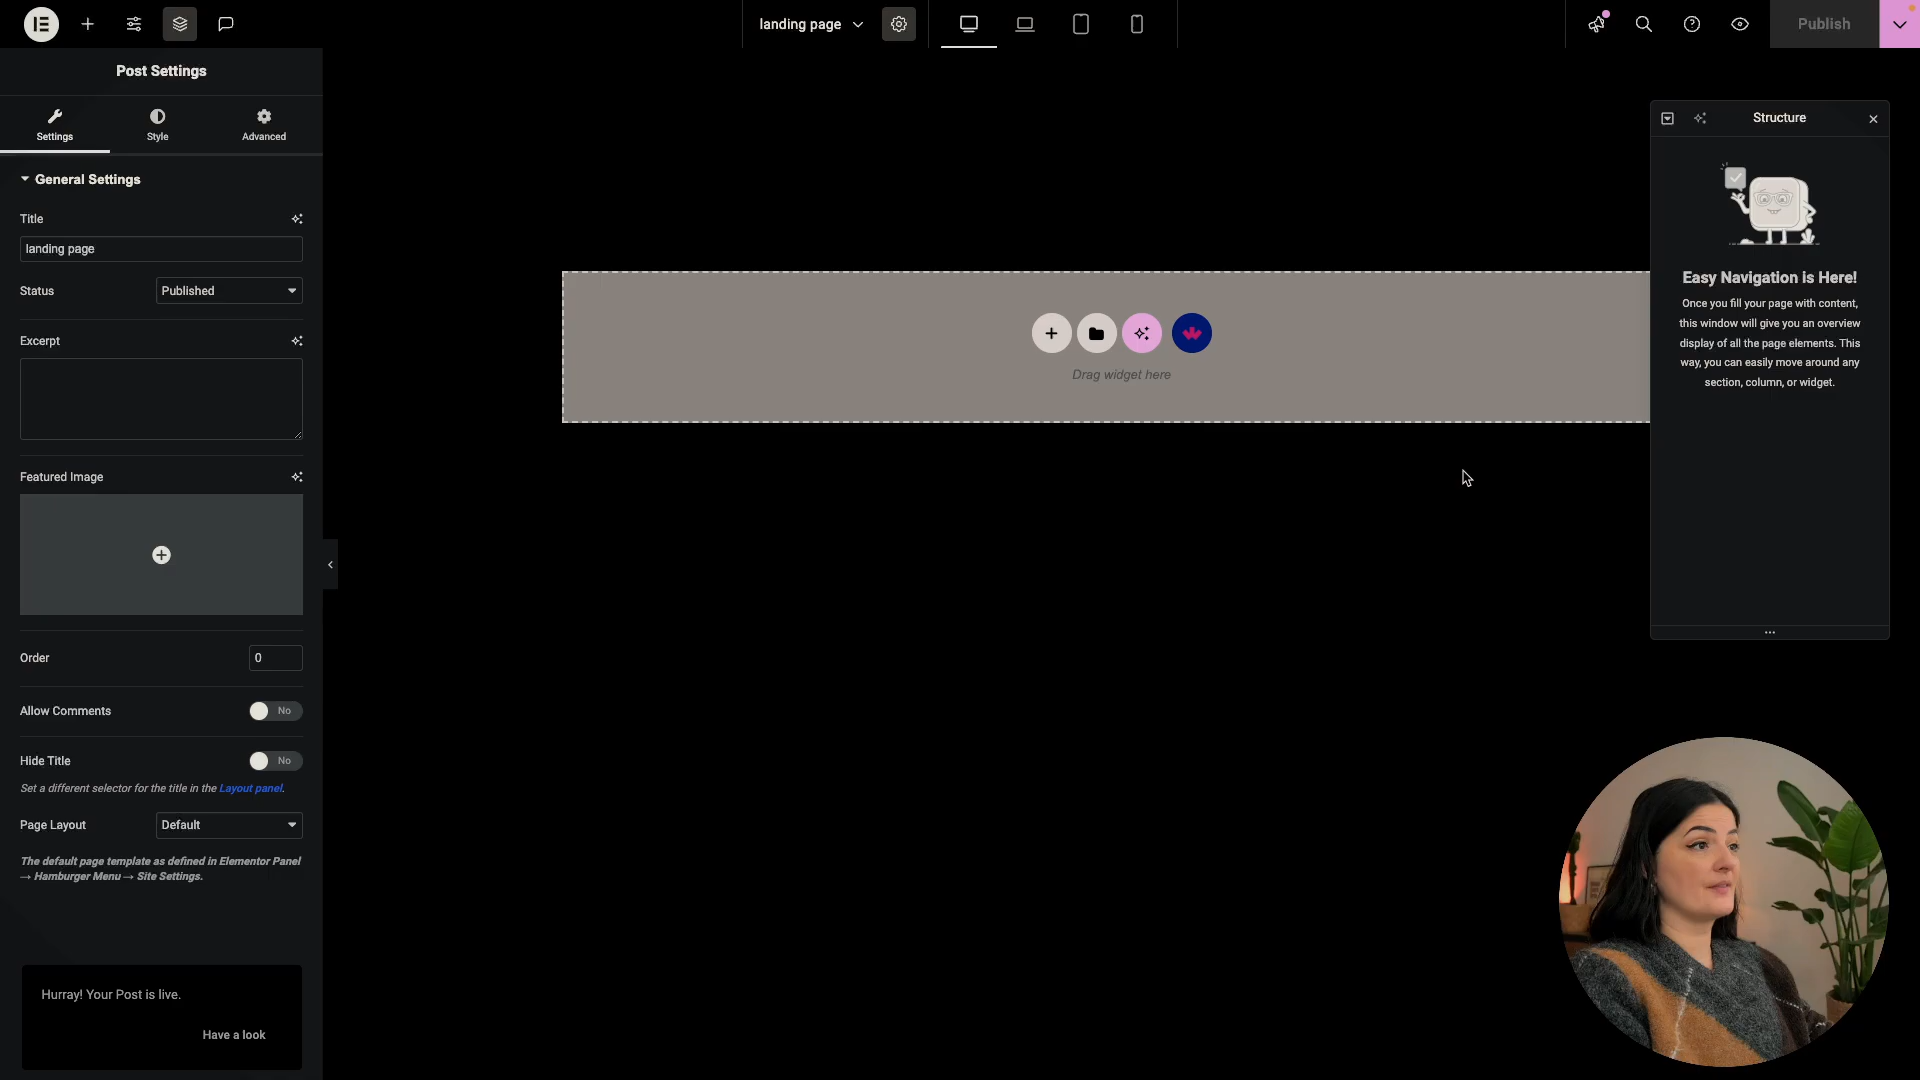 landing page
Publish
Post Settings
Settings
Style
Advanced
General Settings
Title
landing page
Status
Published
Excerpt
Featured Image
Order
0
Allow Comments
No
Hide Title
No
Set a different selector for the title in the Layout panel.
Page Layout
Default
The default page template as defined in Elementor Panel
→ Hamburger Menu → Site Settings.
Hurray! Your Post is live.
Have a look
Drag widget here
Structure
Easy Navigation is Here!
Once you fill your page with content,
this window will give you an overview
display of all the page elements. This
way, you can easily move around any
section, column, or widget.